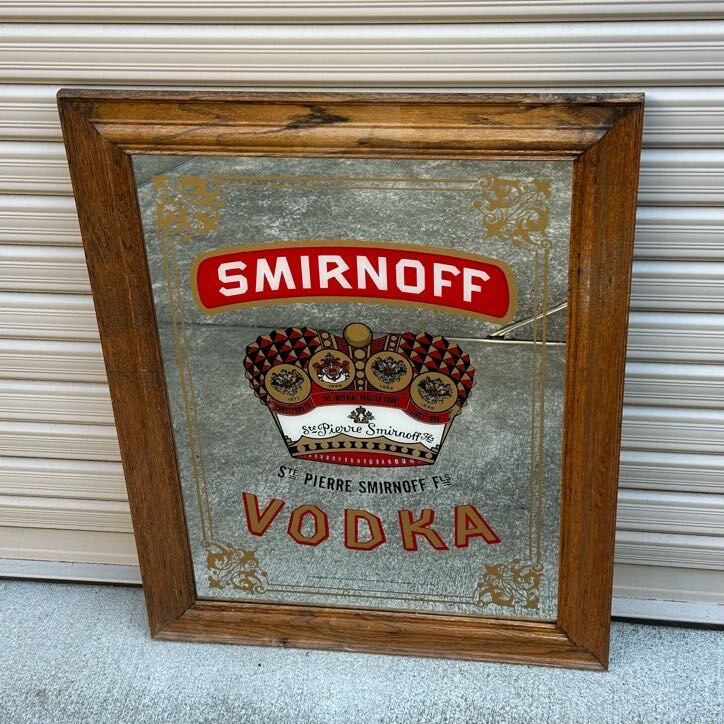 SMIRNOFF
Ste Pierre Smirnoff Fls
STE PIERRE SMIRNOFF FLS
VODKA